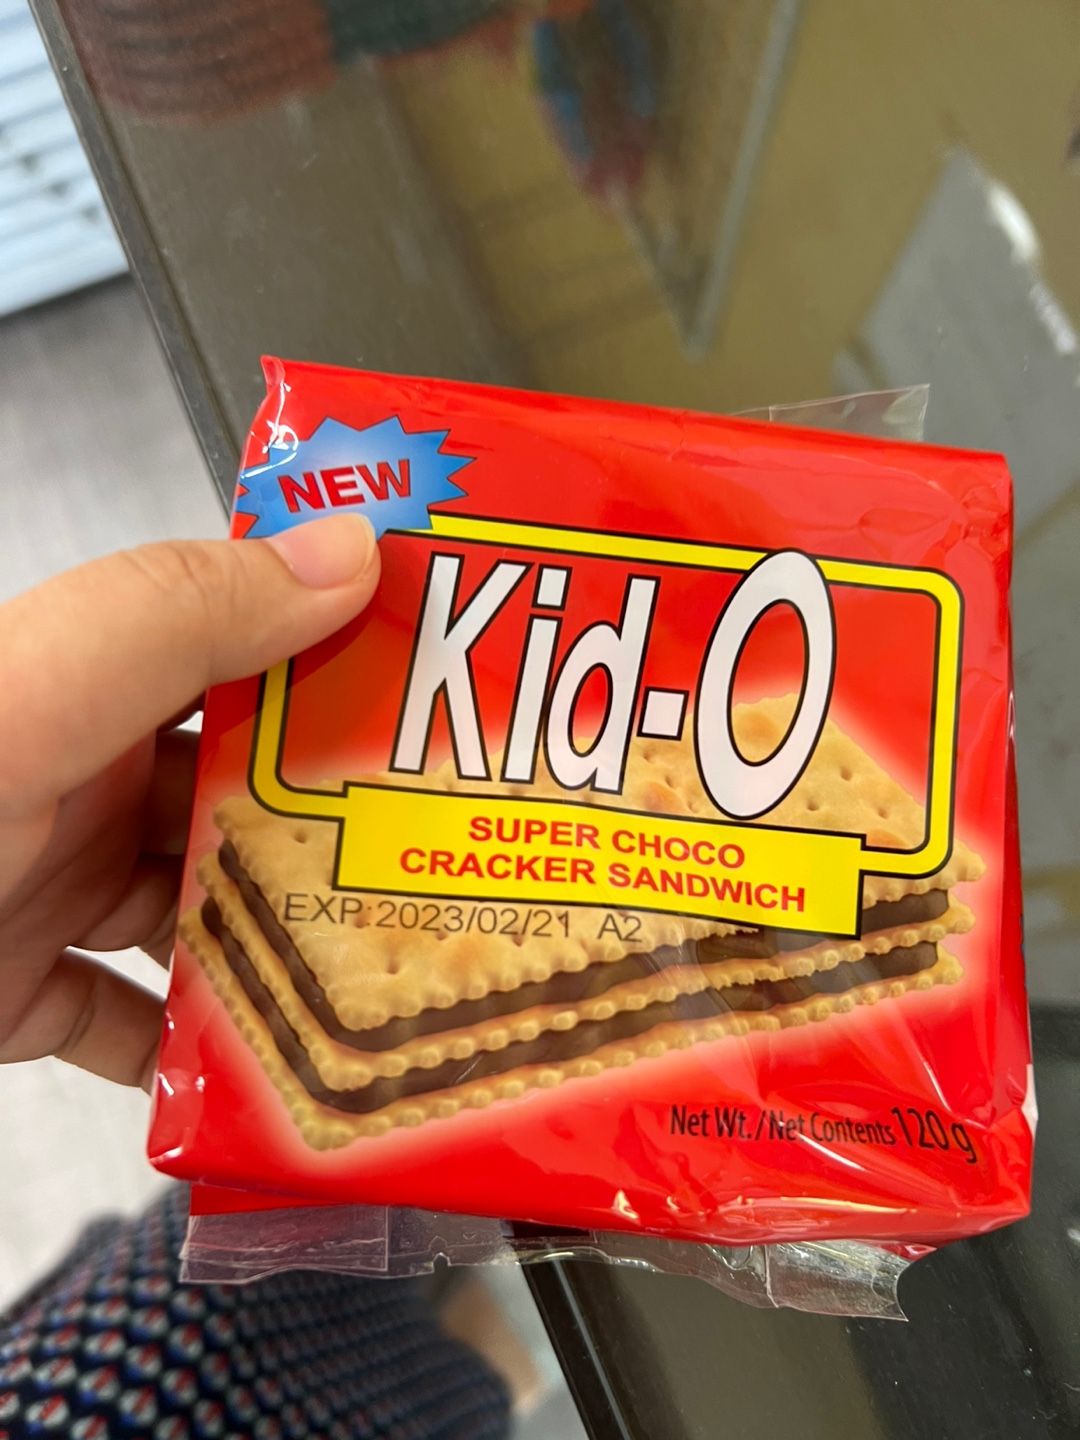 NEW
Kid-O
SUPER CHOCO
CRACKER SANDWICH
EXP:2023/02/21 A2
Net Wt./Net Contents 120 g